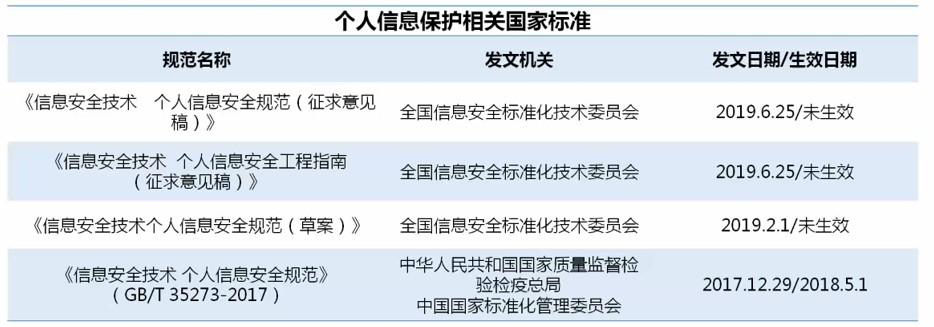 个人信息保护相关国家标准
规范名称 发文机关 发文日期/生效日期
《信息安全技术 个人信息安全规范（征求意见
稿）》
全国信息安全标准化技术委员会 2019.6.25/未生效
《信息安全技术 个人信息安全工程指南
（征求意见稿）》
全国信息安全标准化技术委员会 2019.6.25/未生效
《信息安全技术个人信息安全规范（草案）》 全国信息安全标准化技术委员会 2019.2.1/未生效
《信息安全技术 个人信息安全规范》
（GB/T 35273-2017）
中华人民共和国国家质量监督检
验检疫总局
中国国家标准化管理委员会
2017.12.29/2018.5.1